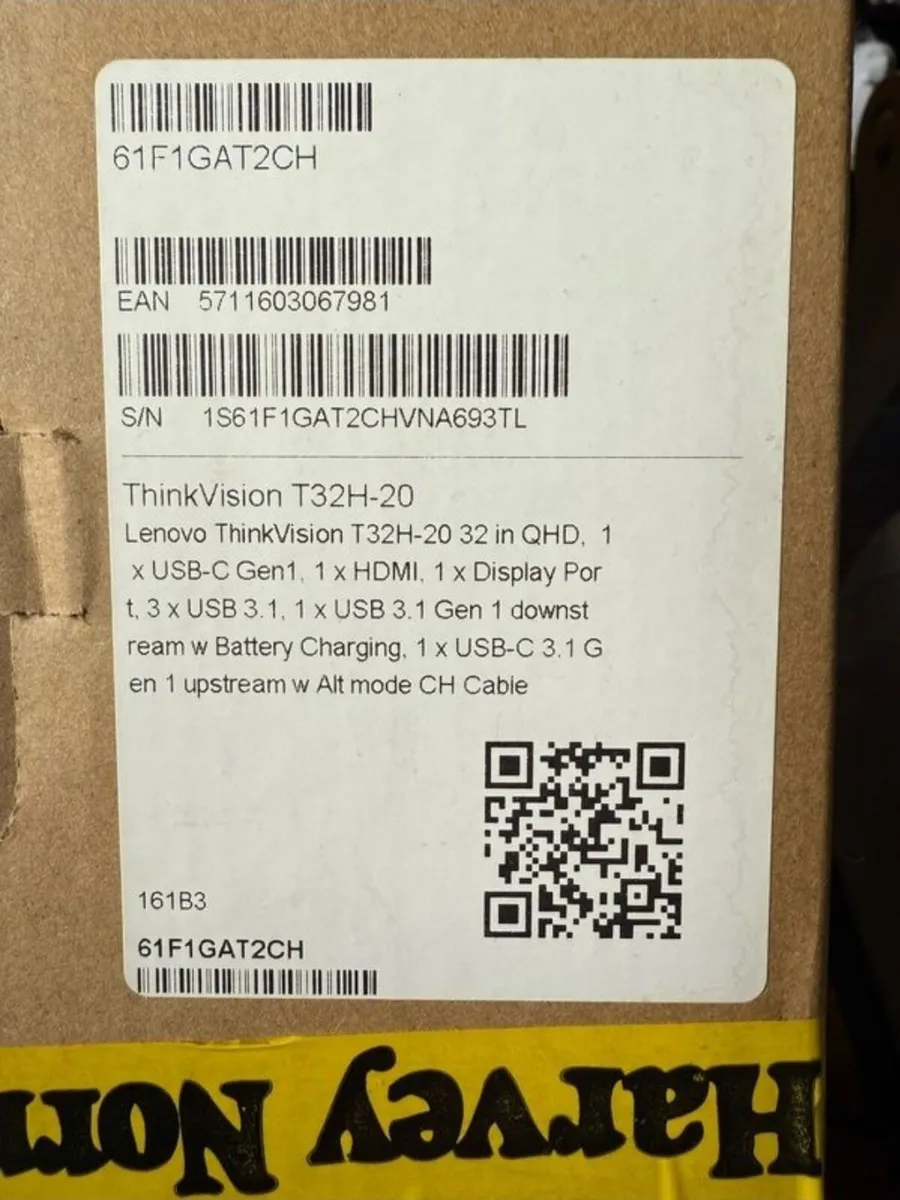 61F1GAT2CH
EAN 5711603067981
S/N 1S61F1GAT2CHVNA693TL
ThinkVision T32H-20
Lenovo ThinkVision T32H-20 32 in QHD, 1
x USB-C Gen1, 1 x HDMI, 1 x Display Por
t, 3 x USB 3.1, 1 x USB 3.1 Gen 1 downst
ream w Battery Charging, 1 x USB-C 3.1 G
en 1 upstream w Alt mode CH Cable
161B3
61F1GAT2CH
Harvey Norm